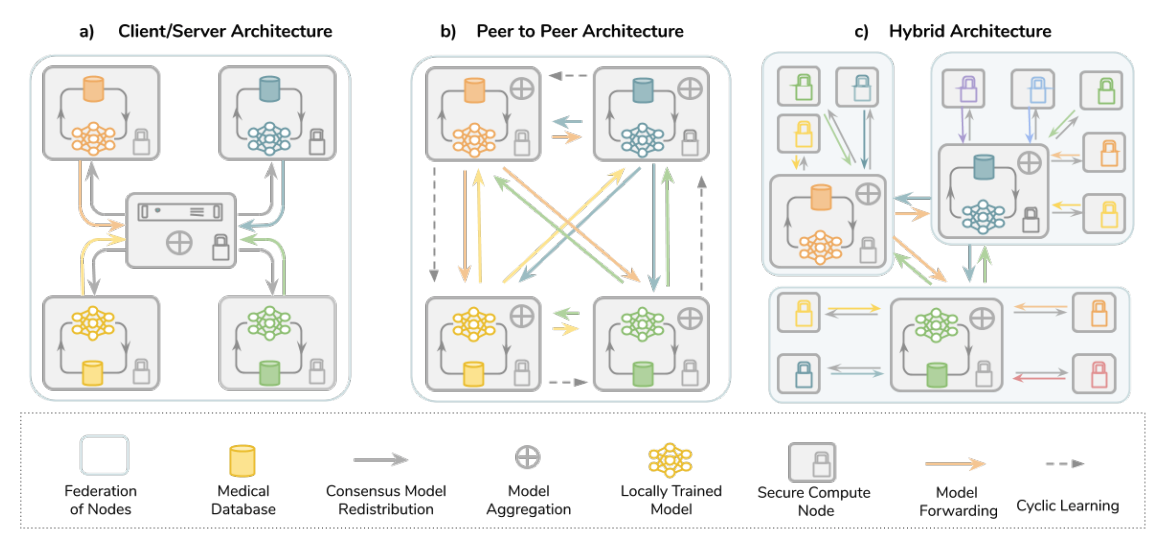 a) Client/Server Architecture
b) Peer to Peer Architecture
c) Hybrid Architecture
Federation
of Nodes
Medical
Database
Consensus Model
Redistribution
Model
Aggregation
Locally Trained
Model
Secure Compute
Node
Model
Forwarding
Cyclic Learning